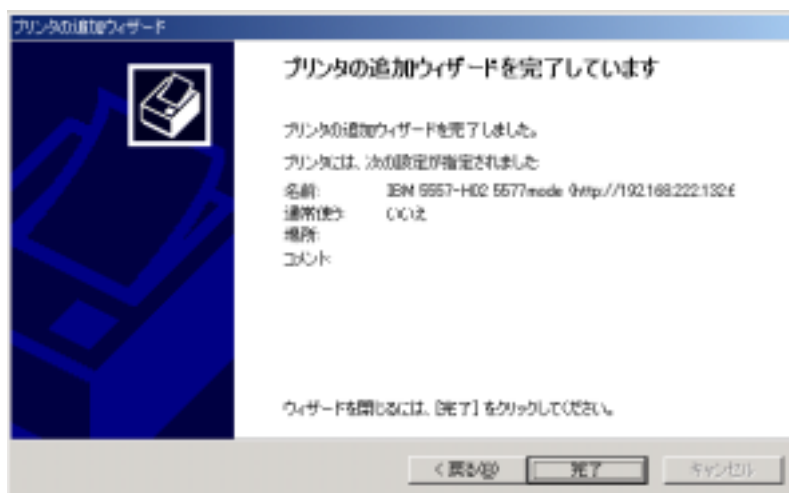 プリンタの追加ウィザード
プリンタの追加ウィザードを完了しています
プリンタの追加ウィザードを完了しました。
プリンタには、次の設定が指定されました:
名前: IBM 5557-H02 5577mode (http://192.168.222.132:6
通常使う: いいえ
場所:
コメント:
ウィザードを閉じるには、[完了] をクリックしてください。
< 戻る(B) 完了 キャンセル